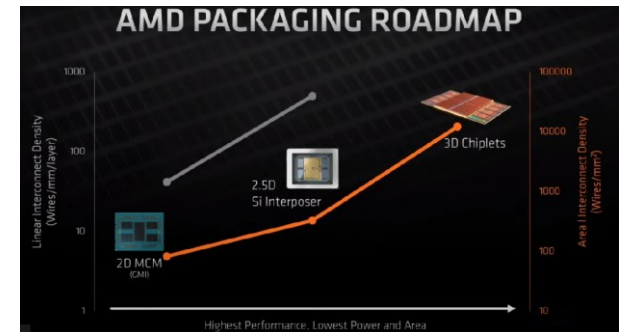 AMD PACKAGING ROADMAP
1000
100
10
1
Linear Interconnect Density
(Wires/mm/layer)
2D MCM
(GMI)
2.5D
Si Interposer
3D Chiplets
100000
10000
1000
100
10
Area l Interconnect Density
(Wires/mm²)
Highest Performance, Lowest Power and Area